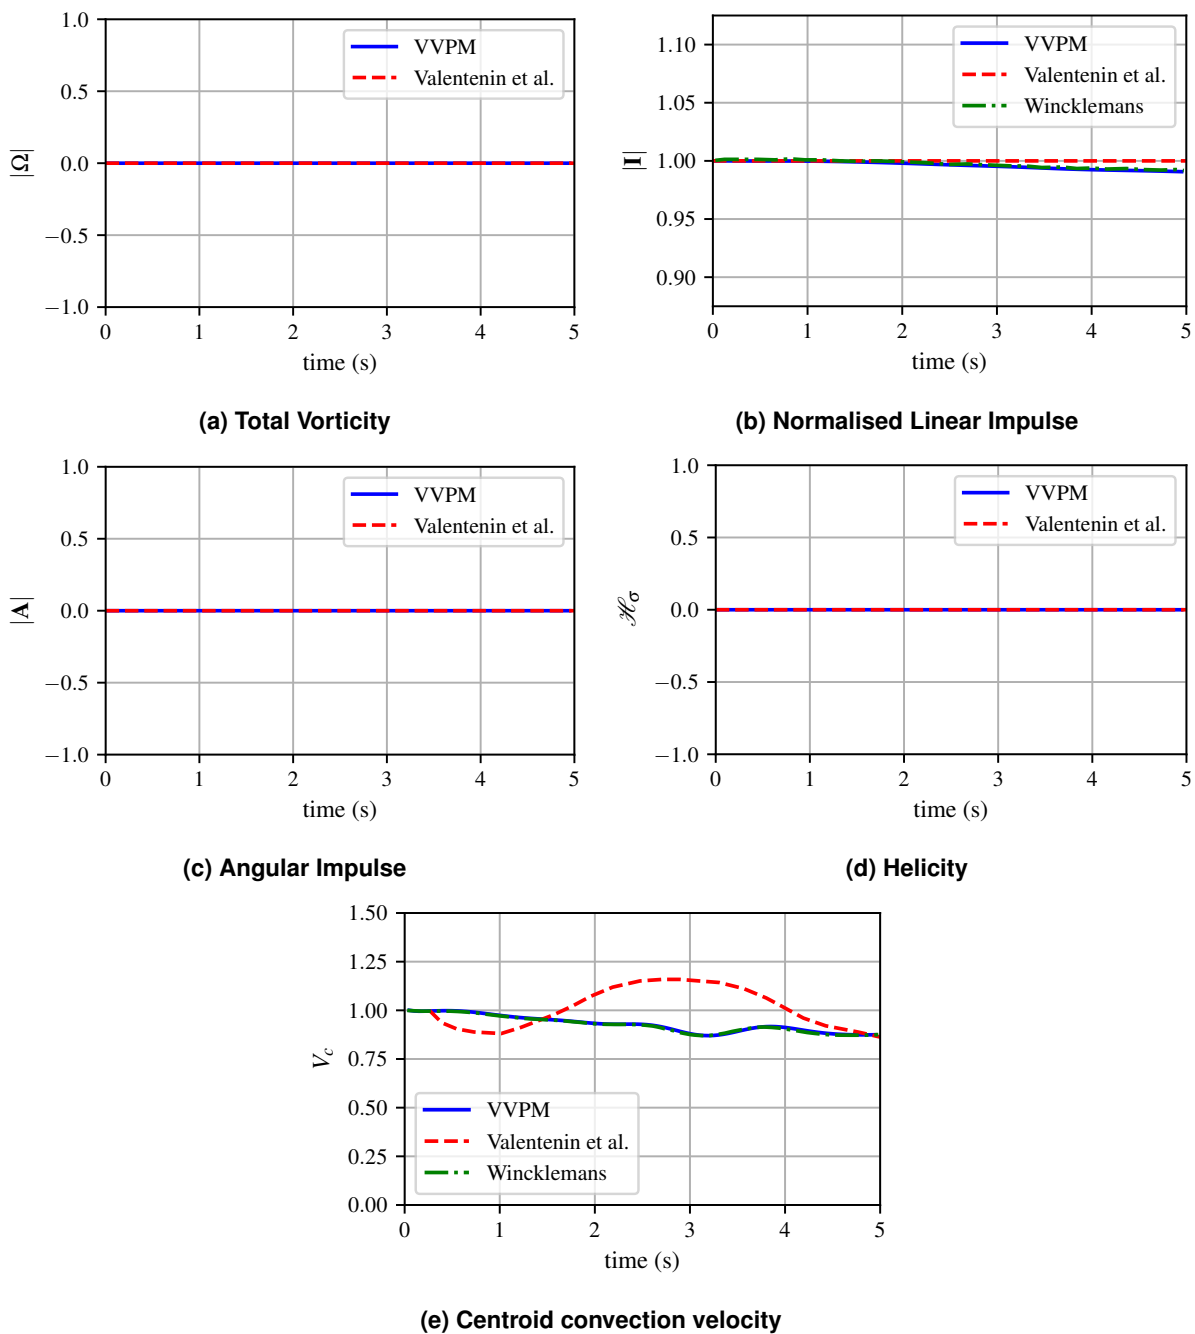 1.0
0.5
0.0
−0.5
−1.0
|Ω|
VVPM
Valentenin et al.
0 1 2 3 4 5
time (s)
(a) Total Vorticity
1.10
1.05
1.00
0.95
0.90
|I|
VVPM
Valentenin et al.
Wincklemans
0 1 2 3 4 5
time (s)
(b) Normalised Linear Impulse
1.0
0.5
0.0
−0.5
−1.0
|A|
VVPM
Valentenin et al.
0 1 2 3 4 5
time (s)
(c) Angular Impulse
1.0
0.5
0.0
−0.5
−1.0
ℋσ
VVPM
Valentenin et al.
0 1 2 3 4 5
time (s)
(d) Helicity
1.50
1.25
1.00
0.75
0.50
0.25
0.00
Vc
VVPM
Valentenin et al.
Wincklemans
0 1 2 3 4 5
time (s)
(e) Centroid convection velocity